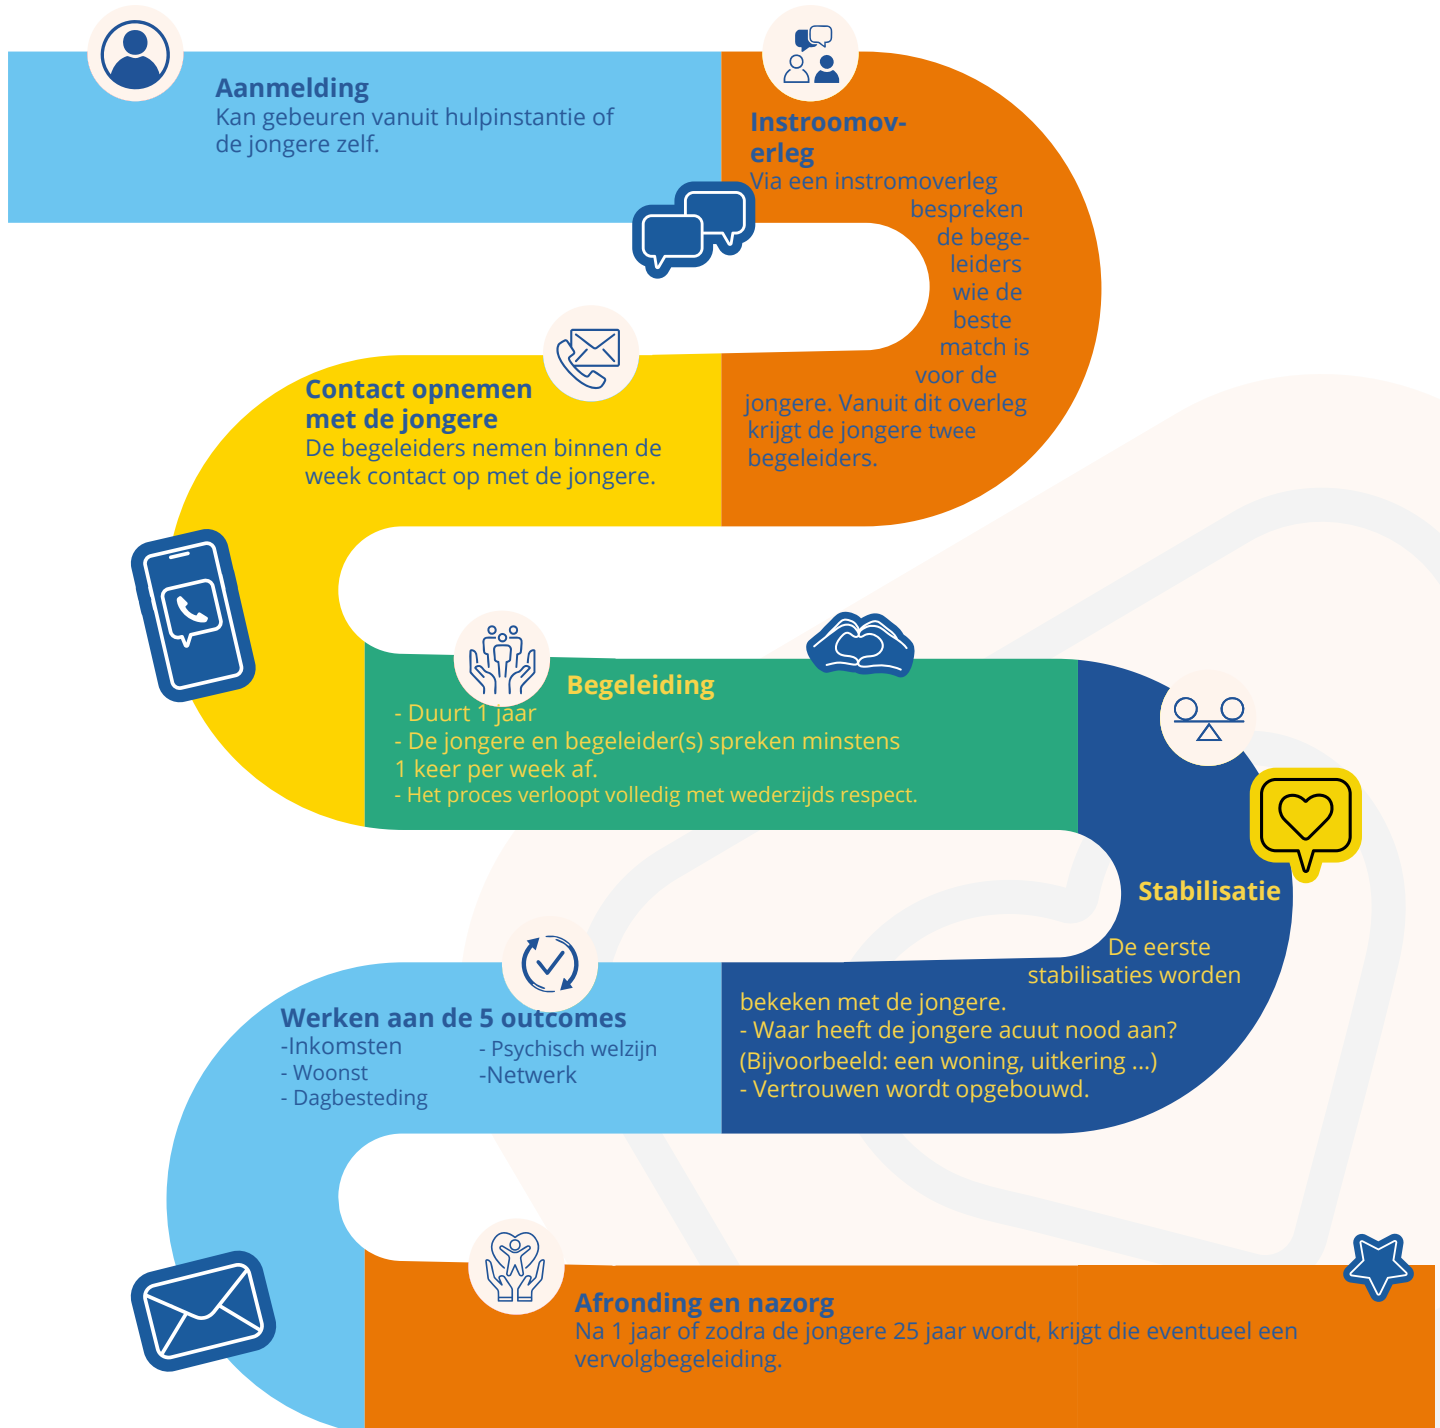 Aanmelding
Kan gebeuren vanuit hulpinstantie of
de jongere zelf.
Instroomov-
erleg
Via een instromoverleg
bespreken
de bege-
leiders
wie de
beste
match is
voor de
jongere. Vanuit dit overleg
krijgt de jongere twee
begeleiders.
Contact opnemen
met de jongere
De begeleiders nemen binnen de
week contact op met de jongere.
Begeleiding
- Duurt 1 jaar
- De jongere en begeleider(s) spreken minstens
1 keer per week af.
- Het proces verloopt volledig met wederzijds respect.
Stabilisatie
De eerste
stabilisaties worden
bekeken met de jongere.
- Waar heeft de jongere acuut nood aan?
(Bijvoorbeeld: een woning, uitkering ...)
- Vertrouwen wordt opgebouwd.
Werken aan de 5 outcomes
-Inkomsten
- Woonst
- Dagbesteding
- Psychisch welzijn
-Netwerk
Afronding en nazorg
Na 1 jaar of zodra de jongere 25 jaar wordt, krijgt die eventueel een
vervolgbegeleiding.